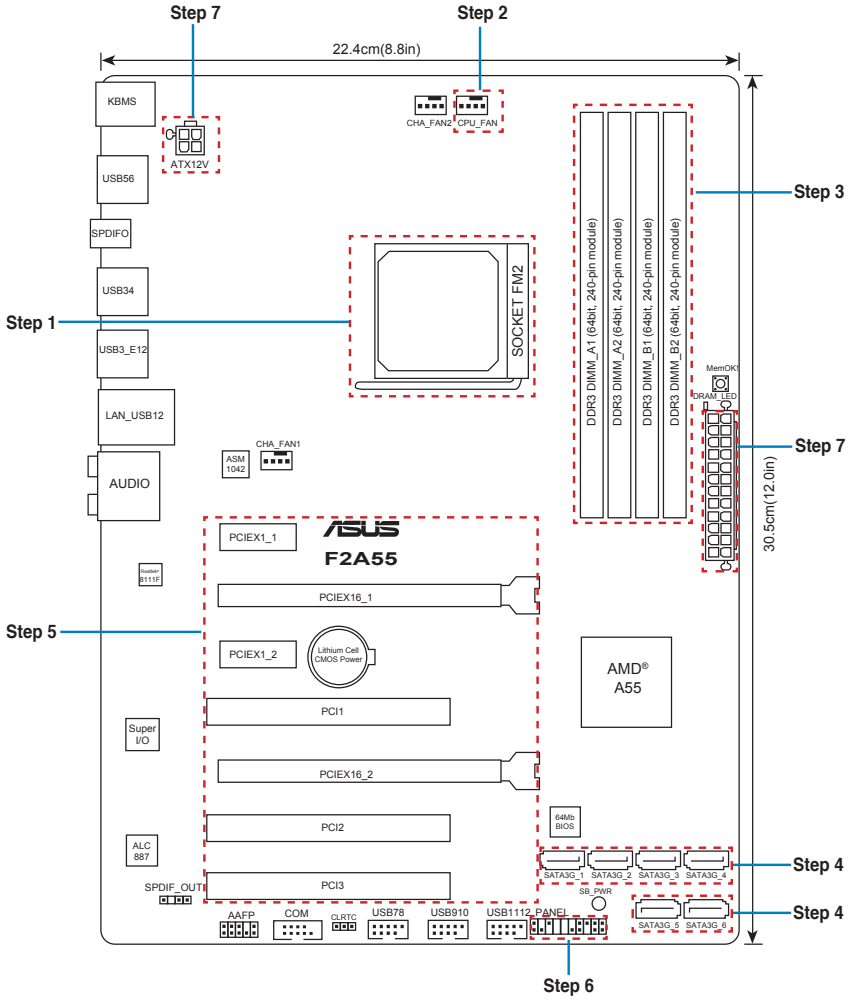 Step 7
Step 2
22.4cm(8.8in)
KBMS
CHA_FAN2
CPU_FAN
ATX12V
USB56
Step 3
SPDIFO
DDR3 DIMM_A1 (64bit, 240-pin module)
DDR3 DIMM_A2 (64bit, 240-pin module)
DDR3 DIMM_B1 (64bit, 240-pin module)
DDR3 DIMM_B2 (64bit, 240-pin module)
USB34
SOCKET FM2
Step 1
USB3_E12
MemOK!
DRAM_LED
LAN_USB12
Step 7
CHA_FAN1
ASM
1042
AUDIO
30.5cm(12.0in)
PCIEX1_1
ASUS
F2A55
Realtek®
8111F
PCIEX16_1
Step 5
PCIEX1_2
Lithium Cell
CMOS Power
AMD®
A55
PCI1
Super
I/O
PCIEX16_2
64Mb
BIOS
PCI2
ALC
887
SATA3G_1
SATA3G_2
SATA3G_3
SATA3G_4
Step 4
SPDIF_OUT
PCI3
SB_PWR
AAFP
COM
CLRTC
USB78
USB910
USB1112
PANEL
SATA3G_5
SATA3G_6
Step 4
Step 6